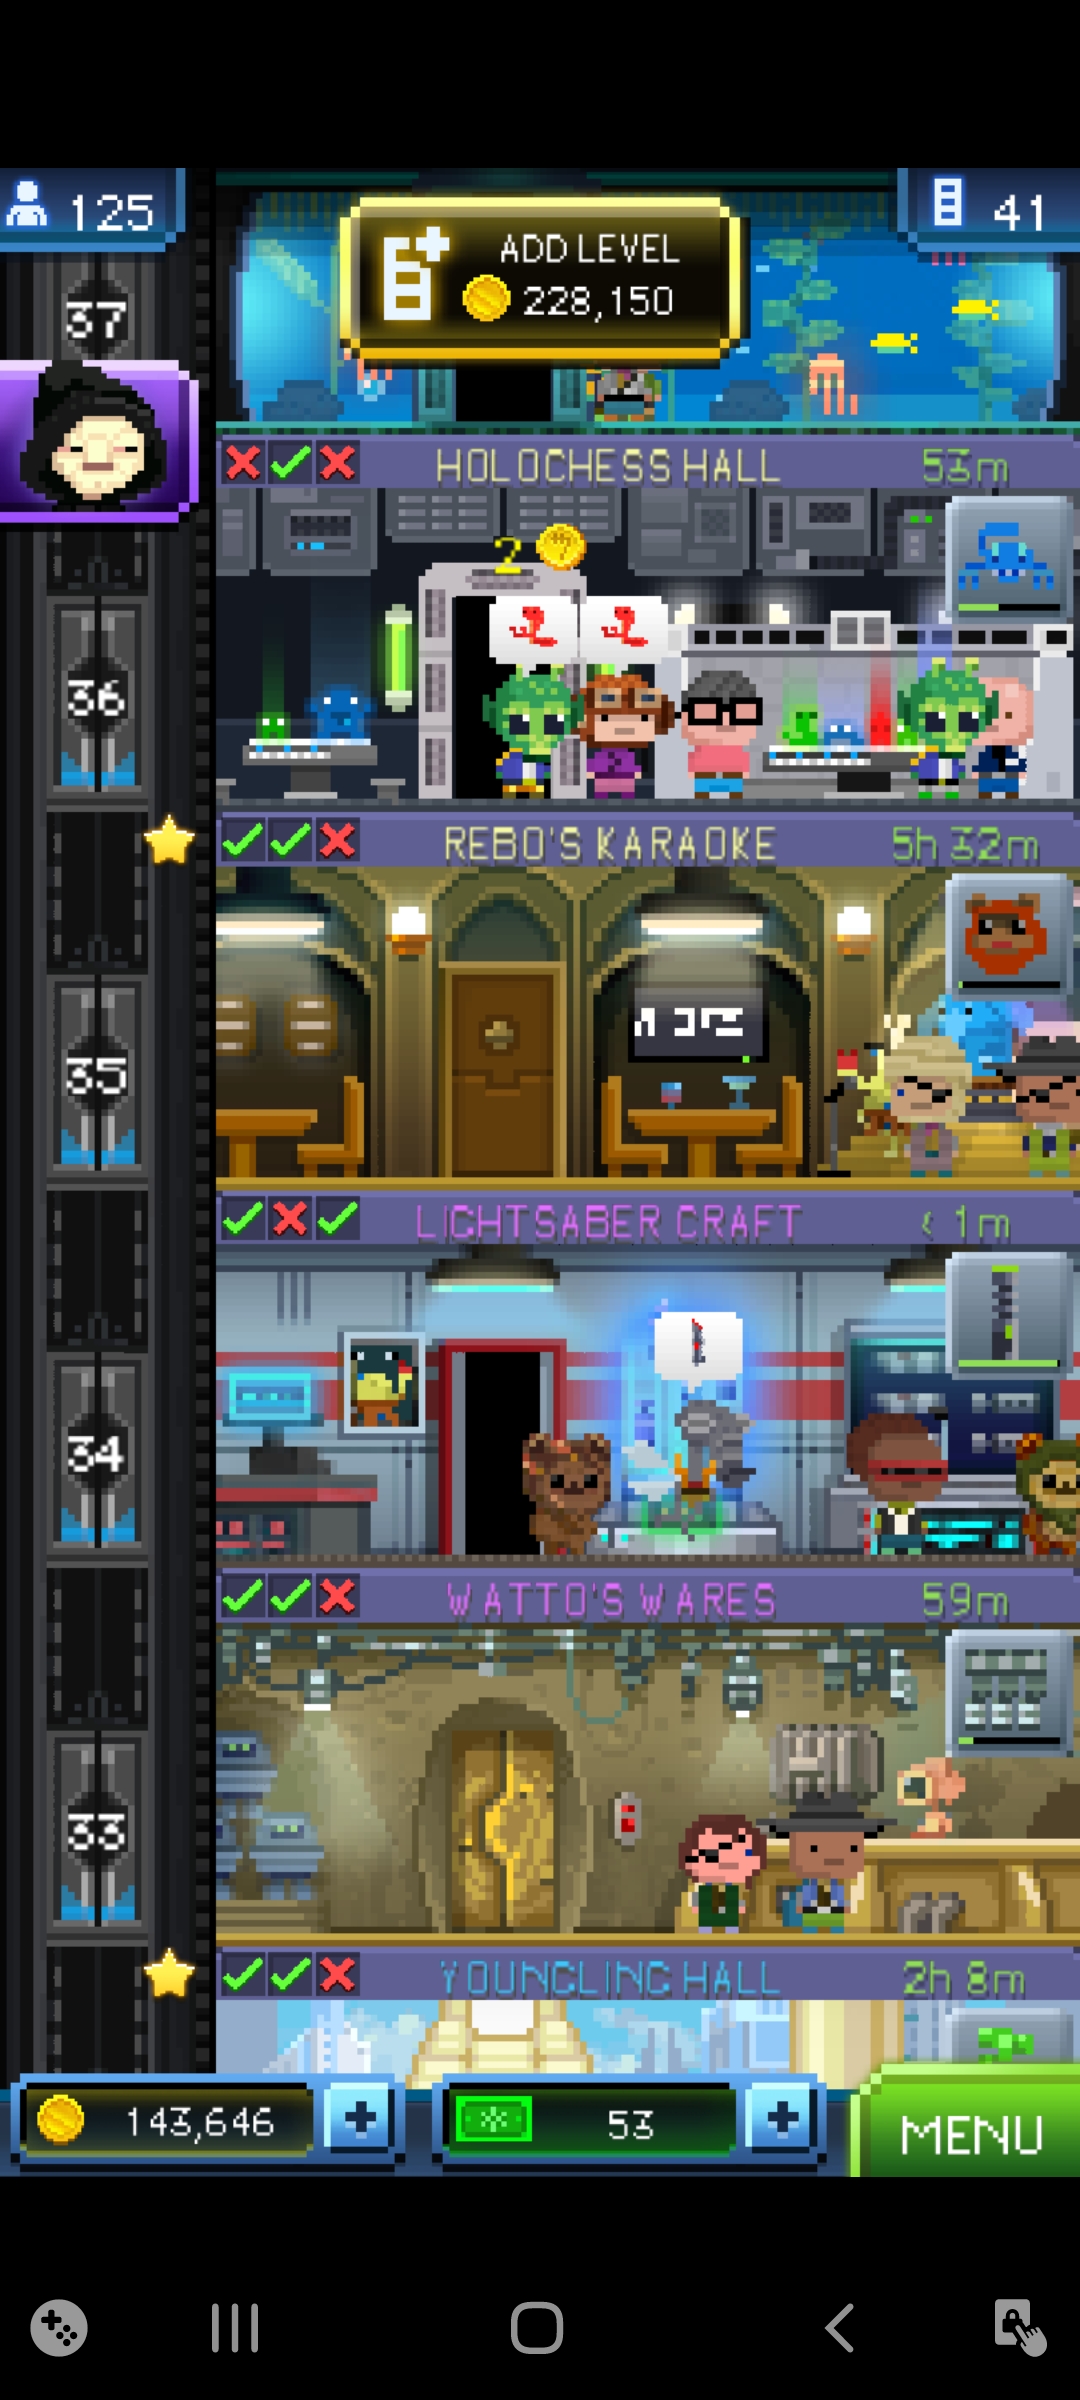 125
41
ADD LEVEL
228,150
37
HOLOCHESS HALL
53m
2
36
REBO'S KARAOKE
5h 32m
35
LIGHTSABER CRAFT
< 1m
34
WATTO'S WARES
59m
33
YOUNGLING HALL
2h 8m
143,646
53
MENU